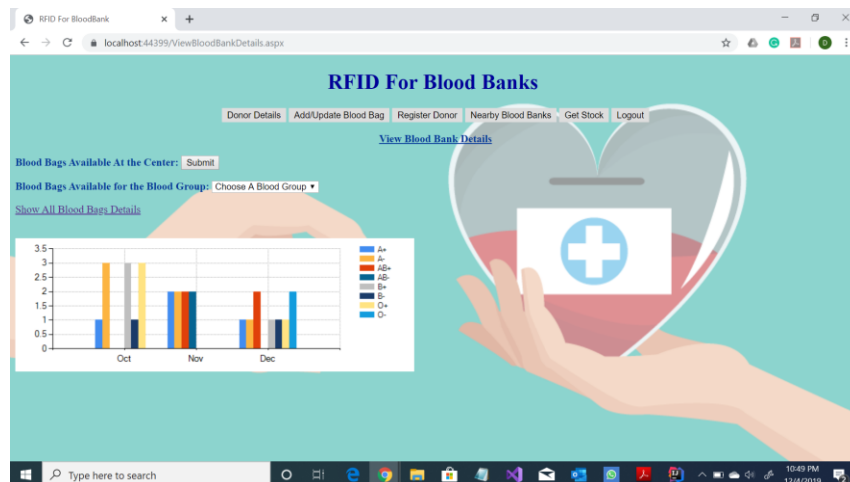 RFID For BloodBank
localhost:44399/ViewBloodBankDetails.aspx
D
RFID For Blood Banks
Donor Details Add/Update Blood Bag Register Donor Nearby Blood Banks Get Stock Logout
View Blood Bank Details
Blood Bags Available At the Center: Submit
Blood Bags Available for the Blood Group: Choose A Blood Group
Show All Blood Bags Details
3.5
3
2.5
2
1.5
1
0.5
0
Oct Nov Dec
A+
A-
AB+
AB-
B+
B-
O+
O-
Type here to search
10:49 PM
12/4/2019